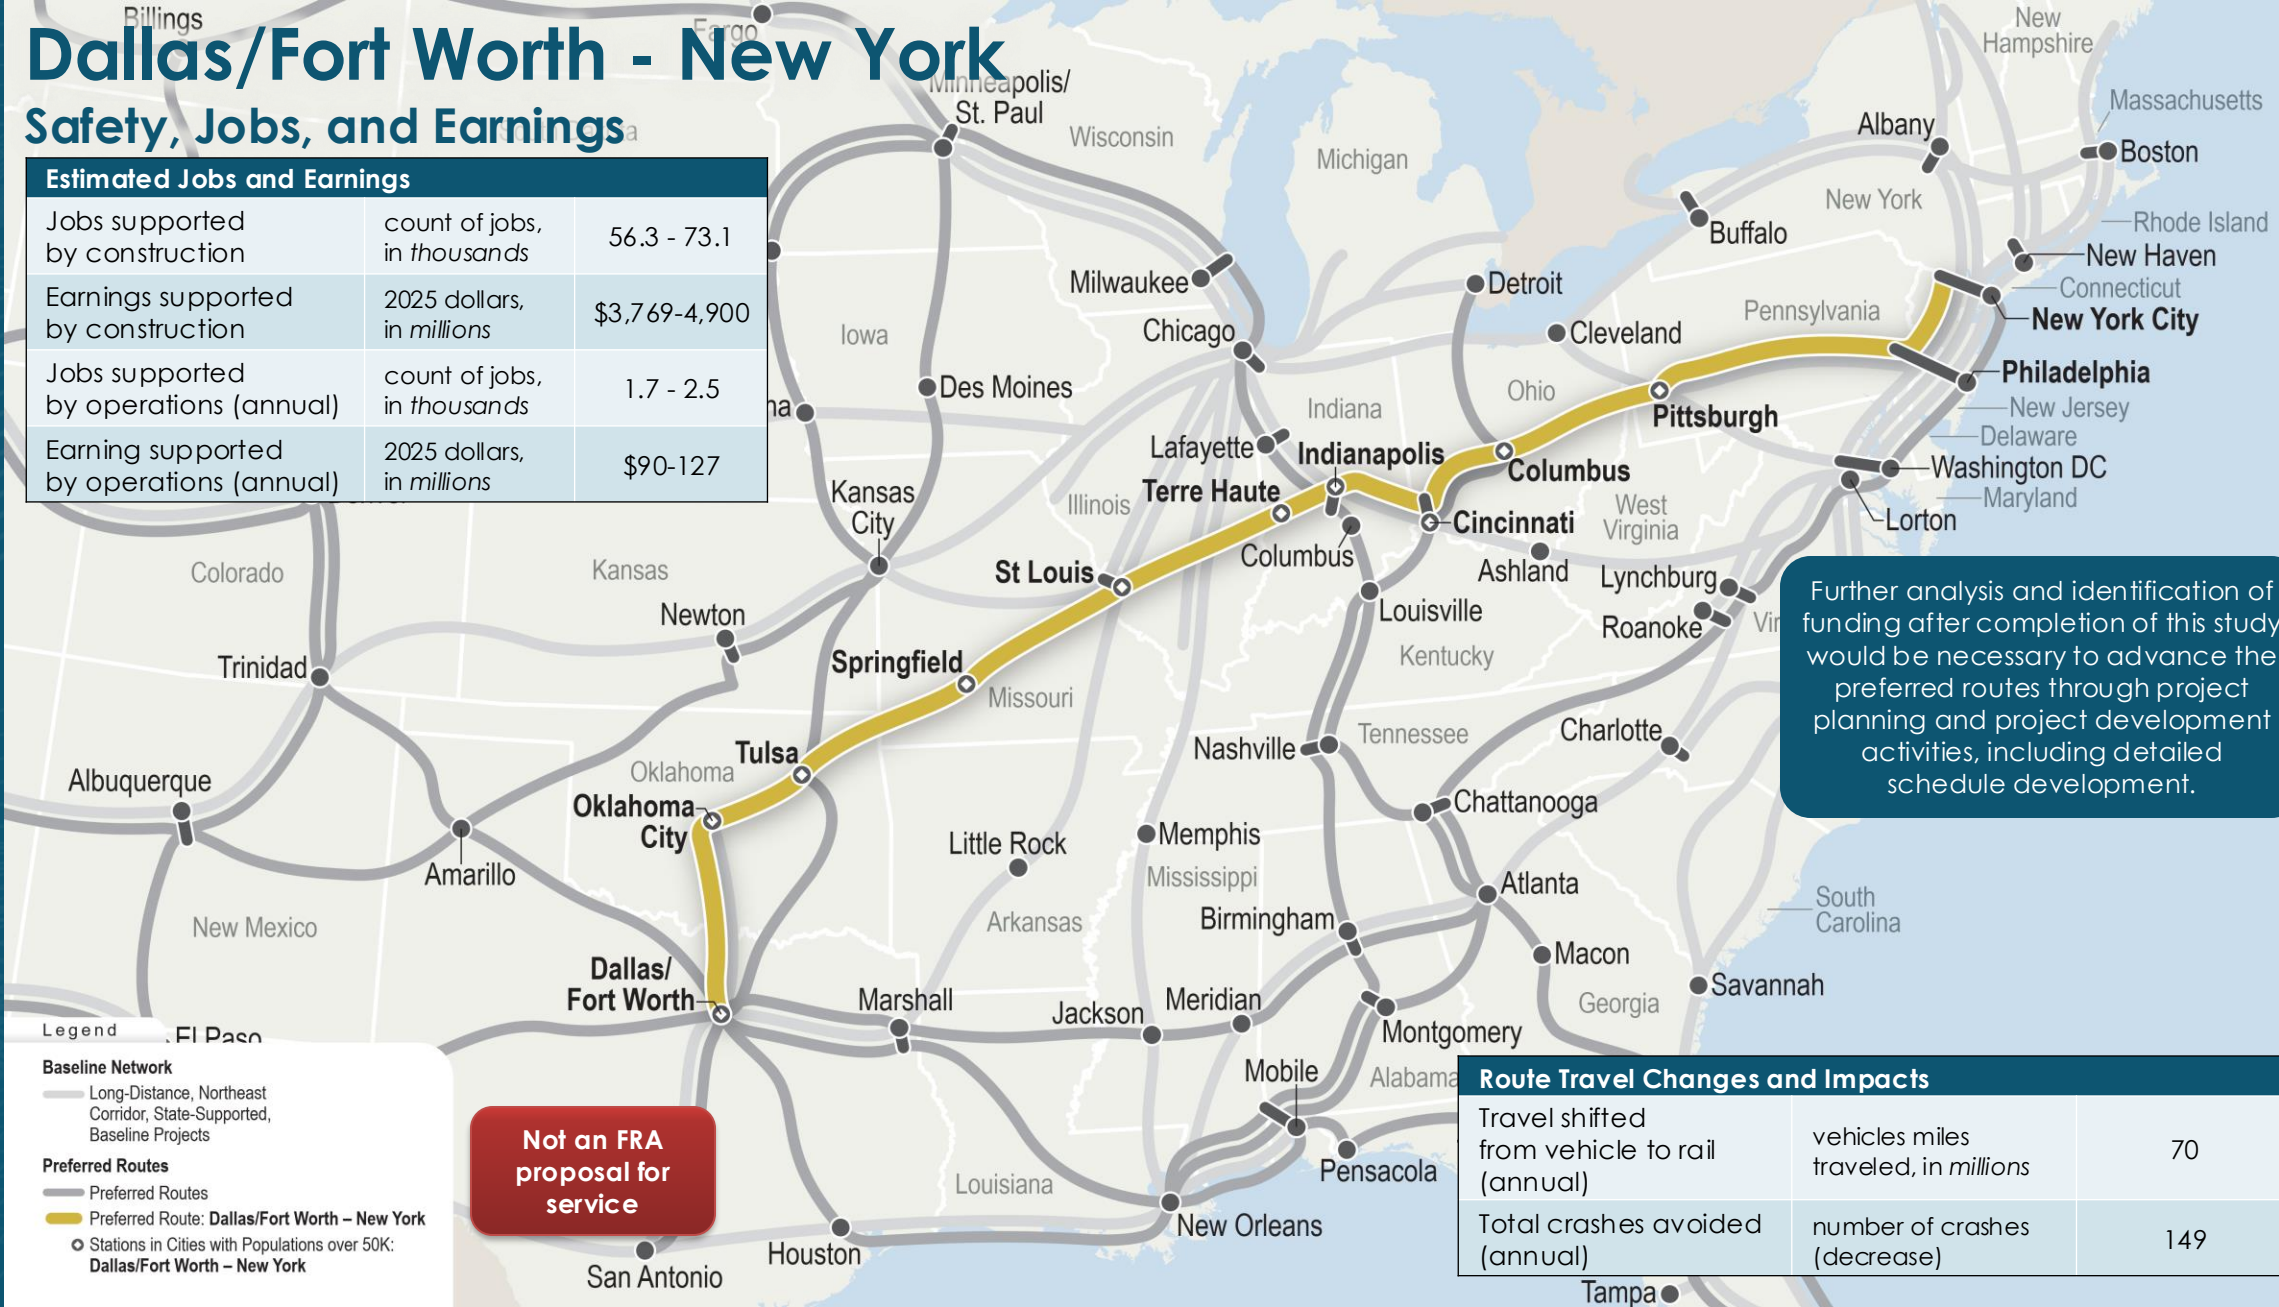 Billings
Fargo
Dallas/Fort Worth - New York
Safety, Jobs, and Earnings
Minneapolis/
St. Paul
Estimated Jobs and Earnings
Jobs supported
by construction
count of jobs,
in thousands
56.3 - 73.1
Earnings supported
by construction
2025 dollars,
in millions
$3,769-4,900
Jobs supported
by operations (annual)
count of jobs,
in thousands
1.7 - 2.5
Earning supported
by operations (annual)
2025 dollars,
in millions
$90-127
Wisconsin
Michigan
New
Hampshire
Massachusetts
Albany
Boston
New York
Rhode Island
Buffalo
New Haven
Connecticut
Milwaukee
Detroit
Pennsylvania
New York City
Chicago
Cleveland
Iowa
Philadelphia
Des Moines
Ohio
Indiana
New Jersey
Pittsburgh
Delaware
Lafayette
Indianapolis
Columbus
Washington DC
Maryland
Terre Haute
Kansas
City
Illinois
Cincinnati
West
Virginia
Lorton
Columbus
Ashland
Lynchburg
Colorado
Kansas
St Louis
Newton
Louisville
Roanoke
Vir
Further analysis and identification of
funding after completion of this study
would be necessary to advance the
preferred routes through project
planning and project development
activities, including detailed
schedule development.
Trinidad
Springfield
Missouri
Kentucky
Tulsa
Nashville
Tennessee
Charlotte
Oklahoma
Albuquerque
Oklahoma
City
Chattanooga
Memphis
Little Rock
Amarillo
Mississippi
Atlanta
South
Carolina
New Mexico
Arkansas
Birmingham
Macon
Dallas/
Fort Worth
Marshall
Jackson
Meridian
Georgia
Savannah
Montgomery
El Paso
Mobile
Alabama
Pensacola
Louisiana
New Orleans
Houston
San Antonio
Tampa
Legend
Baseline Network
Long-Distance, Northeast
Corridor, State-Supported,
Baseline Projects
Preferred Routes
Preferred Routes
Preferred Route: Dallas/Fort Worth – New York
Stations in Cities with Populations over 50K:
Dallas/Fort Worth – New York
Not an FRA
proposal for
service
Route Travel Changes and Impacts
Travel shifted
from vehicle to rail
(annual)
vehicles miles
traveled, in millions
70
Total crashes avoided
(annual)
number of crashes
(decrease)
149